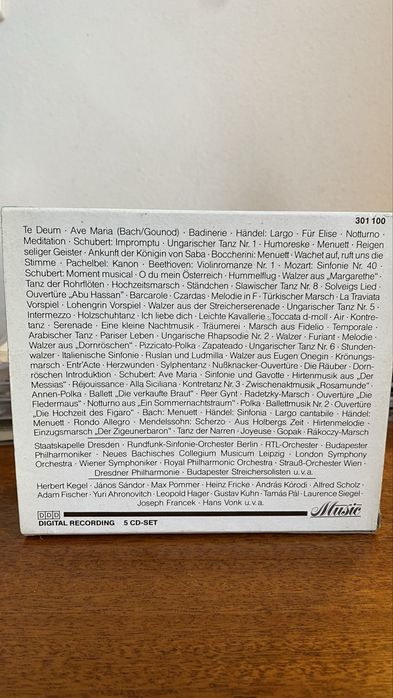 301 100
Te Deum · Ave Maria (Bach/Gounod) · Badinerie · Händel: Largo · Für Elise · Notturno ·
Meditation · Schubert: Impromptu · Ungarischer Tanz Nr. 1 · Humoreske · Menuett · Reigen
seliger Geister · Ankunft der Königin von Saba · Boccherini: Menuett · Wachet auf, ruft uns die
Stimme · Pachelbel: Kanon · Beethoven: Violinromanze Nr. 1 · Mozart: Sinfonie Nr. 40 ·
Schubert: Moment musical · O du mein Österreich · Hummelflug · Walzer aus „Margarethe" ·
Tanz der Rohrflöten · Hochzeitsmarsch · Ständchen · Slawischer Tanz Nr. 8 · Solveigs Lied ·
Ouvertüre „Abu Hassan" · Barcarole · Czardas · Melodie in F · Türkischer Marsch · La Traviata
Vorspiel · Lohengrin Vorspiel · Walzer aus der Streicherserenade · Ungarischer Tanz Nr. 5 ·
Intermezzo · Holzschuhtanz · Ich liebe dich · Leichte Kavallerie · Toccata d-moll · Air · Kontre-
tanz · Serenade · Eine kleine Nachtmusik · Träumerei · Marsch aus Fidelio · Temporale ·
Arabischer Tanz · Pariser Leben · Ungarische Rhapsodie Nr. 2 · Walzer · Furiant · Melodie ·
Walzer aus „Dornröschen" · Pizzicato-Polka · Zapateado · Ungarischer Tanz Nr. 6 · Stunden-
walzer · Italienische Sinfonie · Ruslan und Ludmilla · Walzer aus Eugen Onegin · Krönungs-
marsch · Entr'Acte · Herzwunden · Sylphentanz · Nußknacker-Ouvertüre · Die Räuber · Dorn-
röschen Introduktion · Schubert: Ave Maria · Sinfonie und Gavotte · Hirtenmusik aus „Der
Messias" · Réjouissance · Alla Siciliana · Kontretanz Nr. 3 · Zwischenaktmusik „Rosamunde" ·
Annen-Polka · Ballett „Die verkaufte Braut" · Peer Gynt · Radetzky-Marsch · Ouvertüre „Die
Fledermaus" · Notturno aus „Ein Sommernachtstraum" · Polka · Ballettmusik Nr. 2 · Ouvertüre
„Die Hochzeit des Figaro" · Bach: Menuett · Händel: Sinfonia · Largo cantabile · Händel:
Menuett · Rondo Allegro · Mendelssohn: Scherzo · Aus Holbergs Zeit · Hirtenmelodie ·
Einzugsmarsch „Der Zigeunerbaron" · Tanz der Narren · Joyeuse · Gopak · Rákoczy-Marsch
Staatskapelle Dresden · Rundfunk-Sinfonie-Orchester Berlin · RTL-Orchester · Budapester
Philharmoniker · Neues Bachisches Collegium Musicum Leipzig · London Symphony
Orchestra · Wiener Symphoniker · Royal Philharmonic Orchestra · Strauß-Orchester Wien ·
Dresdner Philharmonie · Budapester Streichersolisten u.v.a.
Herbert Kegel · János Sándor · Max Pommer · Heinz Fricke · András Kórodi · Alfred Scholz ·
Adam Fischer · Yuri Ahronovitch · Leopold Hager · Gustav Kuhn · Tamás Pál · Laurence Siegel ·
Joseph Francek · Hans Vonk u.v.a.
DDD
Music
DIGITAL RECORDING 5 CD-SET